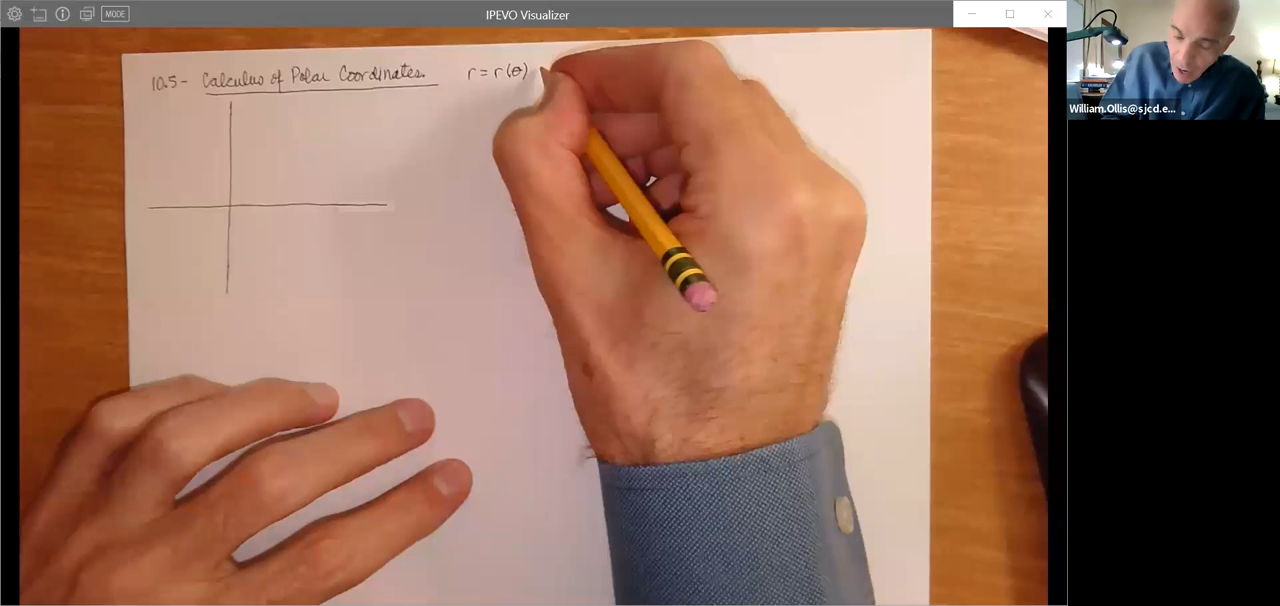 IPEVO Visualizer
MODE
10.5 - Calculus of Polar Coordinates. r = r(θ)
William.Ollis@sjcd.e...